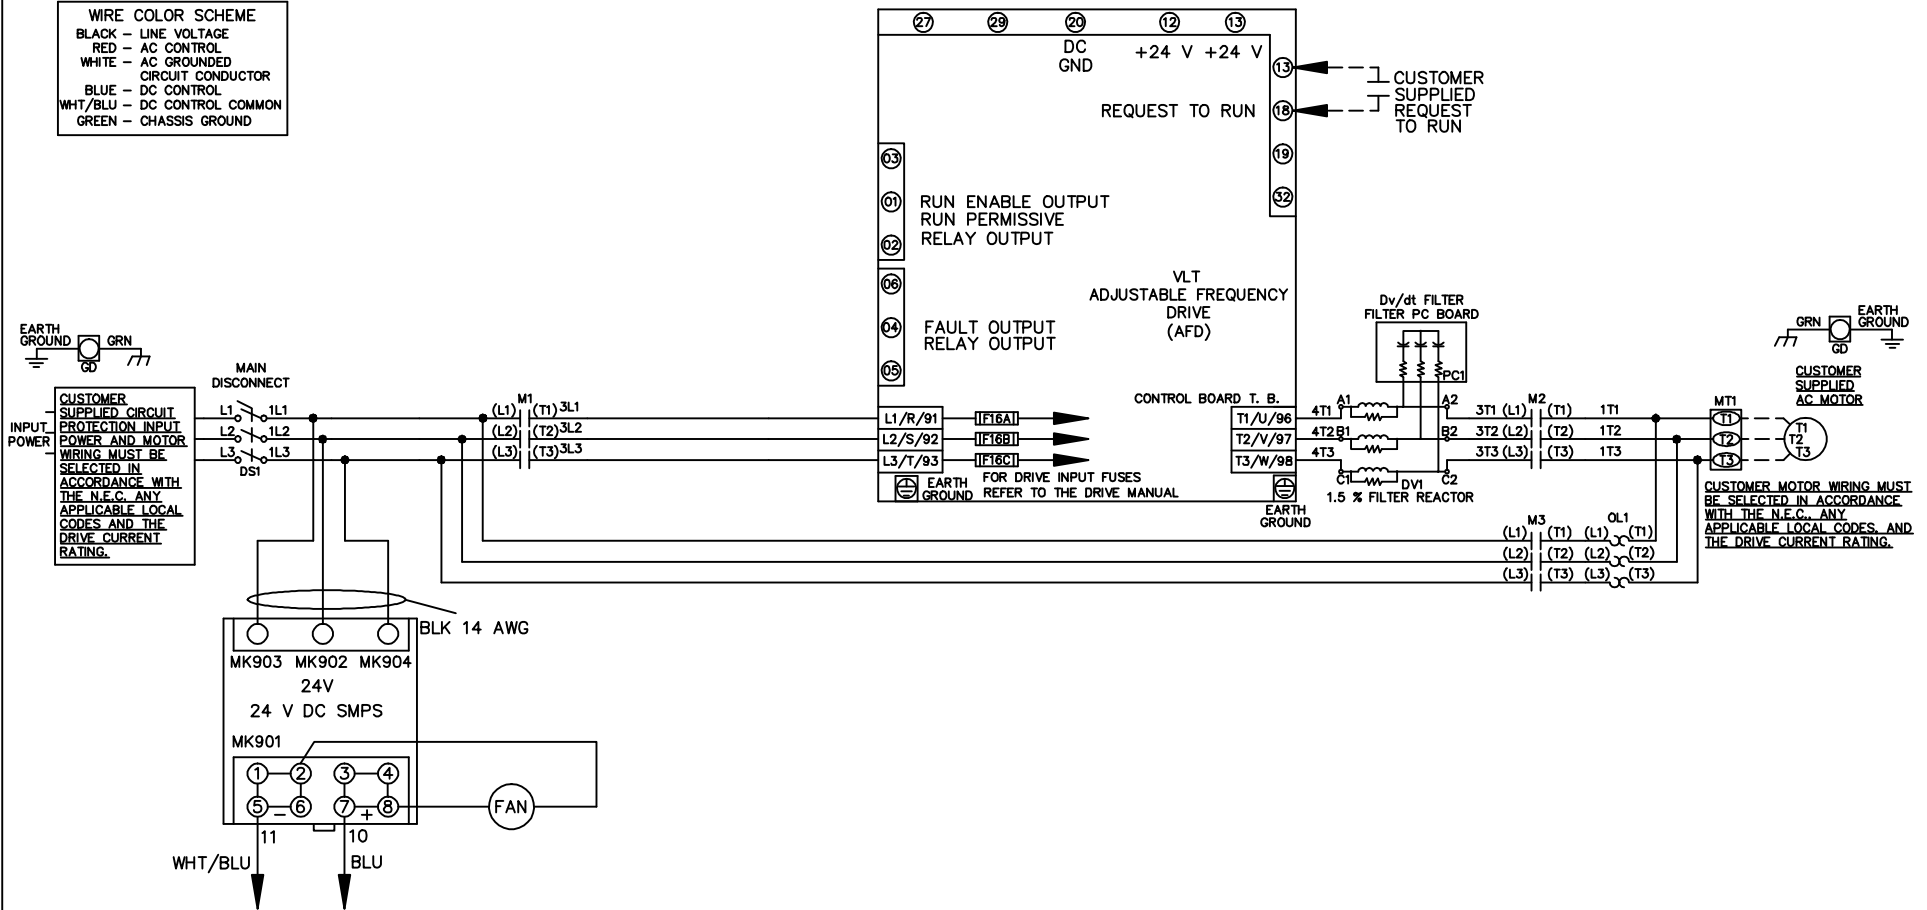 WIRE COLOR SCHEME
BLACK – LINE VOLTAGE
RED – AC CONTROL
WHITE – AC GROUNDED
CIRCUIT CONDUCTOR
BLUE – DC CONTROL
WHT/BLU – DC CONTROL COMMON
GREEN – CHASSIS GROUND
27 29 20 12 13
DC
GND
+24 V +24 V
13
18
19
32
REQUEST TO RUN
CUSTOMER
SUPPLIED
REQUEST
TO RUN
03
01
02
RUN ENABLE OUTPUT
RUN PERMISSIVE
RELAY OUTPUT
06
04
05
FAULT OUTPUT
RELAY OUTPUT
VLT
ADJUSTABLE FREQUENCY
DRIVE
(AFD)
Dv/dt FILTER
FILTER PC BOARD
PC1
EARTH
GROUND
GRN
GD
GRN
EARTH
GROUND
GD
CUSTOMER
SUPPLIED
AC MOTOR
INPUT
POWER
CUSTOMER
SUPPLIED CIRCUIT
PROTECTION INPUT
POWER AND MOTOR
WIRING MUST BE
SELECTED IN
ACCORDANCE WITH
THE N.E.C. ANY
APPLICABLE LOCAL
CODES AND THE
DRIVE CURRENT
RATING.
MAIN
DISCONNECT
L1 1L1
L2 1L2
L3 1L3
DS1
M1
(L1) (T1) 3L1
(L2) (T2) 3L2
(L3) (T3) 3L3
L1/R/91 F16A
L2/S/92 F16B
L3/T/93 F16C
EARTH
GROUND
FOR DRIVE INPUT FUSES
REFER TO THE DRIVE MANUAL
CONTROL BOARD T. B.
T1/U/96 4T1
T2/V/97 4T2
T3/W/98 4T3
EARTH
GROUND
A1 A2
B1 B2
C1 C2
DV1
1.5 % FILTER REACTOR
M2
3T1 (L1) (T1) 1T1
3T2 (L2) (T2) 1T2
3T3 (L3) (T3) 1T3
MT1
T1
T2
T3
T1
T2
T3
CUSTOMER MOTOR WIRING MUST
BE SELECTED IN ACCORDANCE
WITH THE N.E.C., ANY
APPLICABLE LOCAL CODES, AND
THE DRIVE CURRENT RATING.
M3 OL1
(L1) (T1) (L1) (T1)
(L2) (T2) (L2) (T2)
(L3) (T3) (L3) (T3)
BLK 14 AWG
MK903 MK902 MK904
24V
24 V DC SMPS
MK901
1 2 3 4
5 – 6 7 + 8
FAN
11 10
WHT/BLU BLU